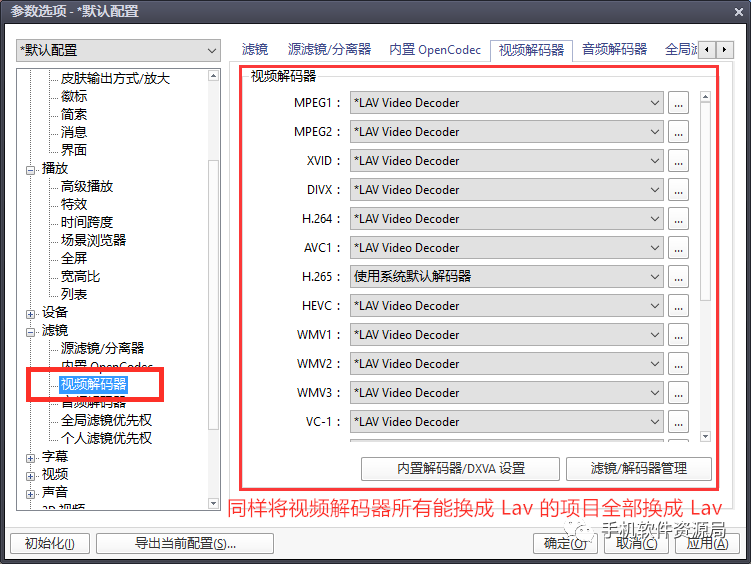 参数选项 - *默认配置
*默认配置
皮肤输出方式/放大
徽标
简索
消息
界面
播放
高级播放
特效
时间跨度
场景浏览器
全屏
宽高比
列表
设备
滤镜
源滤镜/分离器
内置 OpenCodec
视频解码器
音频解码器
全局滤镜优先权
个人滤镜优先权
字幕
视频
声音
3D 视频
滤镜 源滤镜/分离器 内置 OpenCodec 视频解码器 音频解码器 全局滤
视频解码器
MPEG1： *LAV Video Decoder ...
MPEG2： *LAV Video Decoder ...
XVID： *LAV Video Decoder ...
DIVX： *LAV Video Decoder ...
H.264： *LAV Video Decoder ...
AVC1： *LAV Video Decoder ...
H.265： 使用系统默认解码器 ...
HEVC： *LAV Video Decoder ...
WMV1： *LAV Video Decoder ...
WMV2： *LAV Video Decoder ...
WMV3： *LAV Video Decoder ...
VC-1： *LAV Video Decoder ...
内置解码器/DXVA 设置 滤镜/解码器管理
同样将视频解码器所有能换成 Lav 的项目全部换成 Lav
手机软件资源局
初始化(I) 导出当前配置(S)... 确定(O) 取消(C) 应用(A)